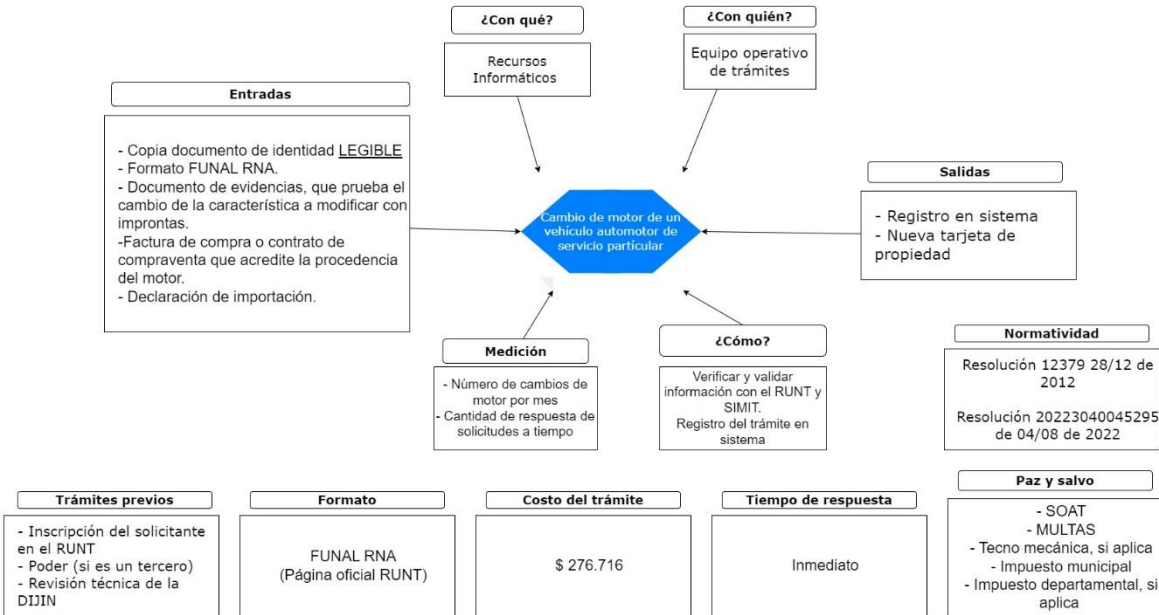 ¿Con qué?
Recursos
Informáticos
¿Con quién?
Equipo operativo
de trámites
Entradas
- Copia documento de identidad LEGIBLE
- Formato FUNAL RNA.
- Documento de evidencias, que prueba el
cambio de la característica a modificar con
improntas.
-Factura de compra o contrato de
compraventa que acredite la procedencia
del motor.
- Declaración de importación.
Cambio de motor de un
vehículo automotor de
servicio partícular
Salidas
- Registro en sistema
- Nueva tarjeta de
propiedad
Medición
- Número de cambios de
motor por mes
- Cantidad de respuesta de
solicitudes a tiempo
¿Cómo?
Verificar y validar
información con el RUNT y
SIMIT.
Registro del trámite en
sistema
Normatividad
Resolución 12379 28/12 de
2012
Resolución 20223040045295
de 04/08 de 2022
Trámites previos
- Inscripción del solicitante
en el RUNT
- Poder (si es un tercero)
- Revisión técnica de la
DIJIN
Formato
FUNAL RNA
(Página oficial RUNT)
Costo del trámite
$ 276.716
Tiempo de respuesta
Inmediato
Paz y salvo
- SOAT
- MULTAS
- Tecno mecánica, si aplica
- Impuesto municipal
- Impuesto departamental, si
aplica